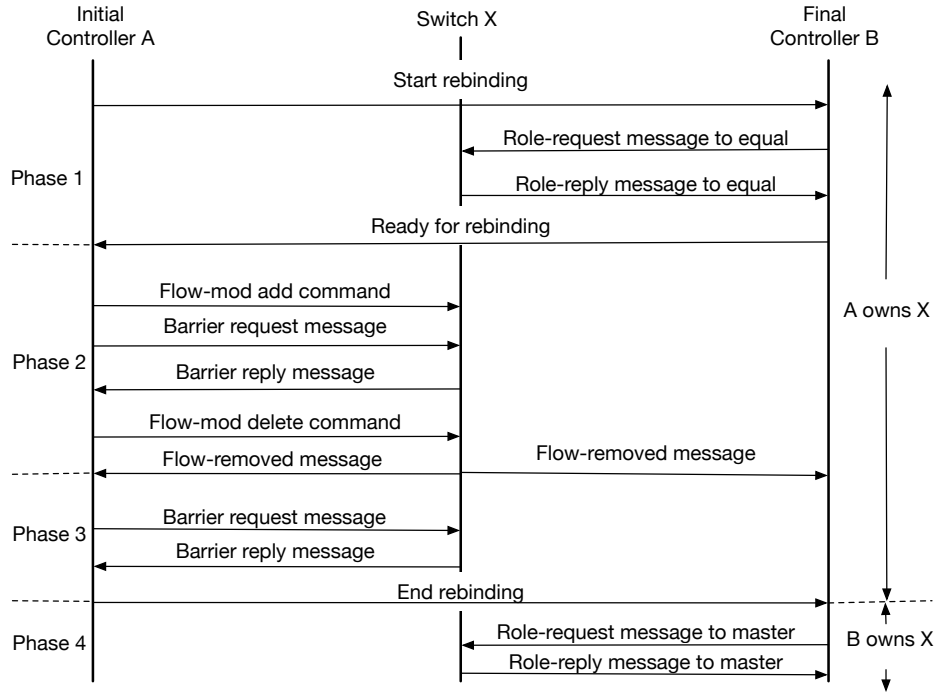 Initial
Controller A
Switch X
Final
Controller B
Start rebinding
Role-request message to equal
Phase 1
Role-reply message to equal
Ready for rebinding
Flow-mod add command
A owns X
Barrier request message
Phase 2
Barrier reply message
Flow-mod delete command
Flow-removed message
Flow-removed message
Barrier request message
Phase 3
Barrier reply message
End rebinding
Role-request message to master
B owns X
Phase 4
Role-reply message to master